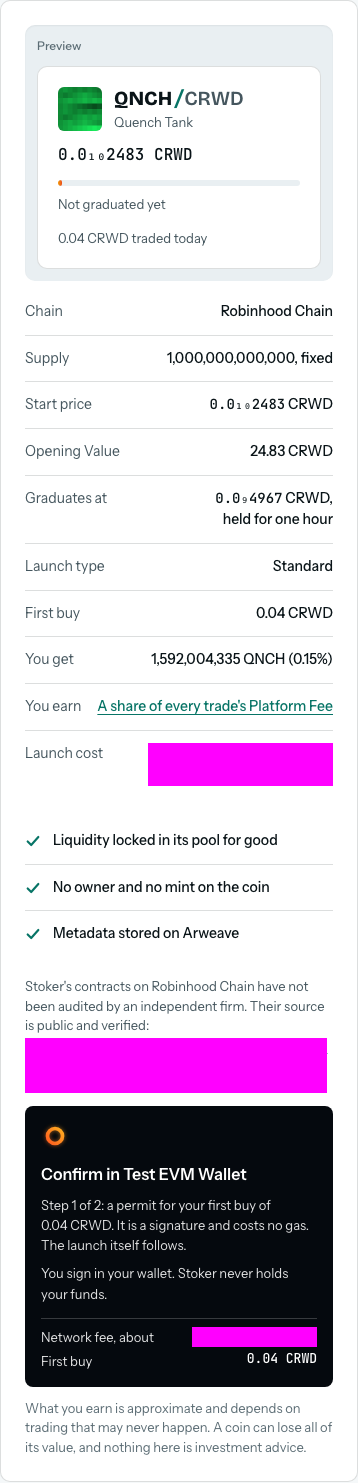 Preview
QNCH/CRWD
Quench Tank
0.0₁₀2483 CRWD
Not graduated yet
0.04 CRWD traded today
Chain Robinhood Chain
Supply 1,000,000,000,000, fixed
Start price 0.0₁₀2483 CRWD
Opening Value 24.83 CRWD
Graduates at 0.0₉4967 CRWD,
held for one hour
Launch type Standard
First buy 0.04 CRWD
You get 1,592,004,335 QNCH (0.15%)
You earn A share of every trade's Platform Fee
Launch cost
Liquidity locked in its pool for good
No owner and no mint on the coin
Metadata stored on Arweave
Stoker's contracts on Robinhood Chain have not
been audited by an independent firm. Their source
is public and verified:
Confirm in Test EVM Wallet
Step 1 of 2: a permit for your first buy of
0.04 CRWD. It is a signature and costs no gas.
The launch itself follows.
You sign in your wallet. Stoker never holds
your funds.
Network fee, about
First buy 0.04 CRWD
What you earn is approximate and depends on
trading that may never happen. A coin can lose all of
its value, and nothing here is investment advice.